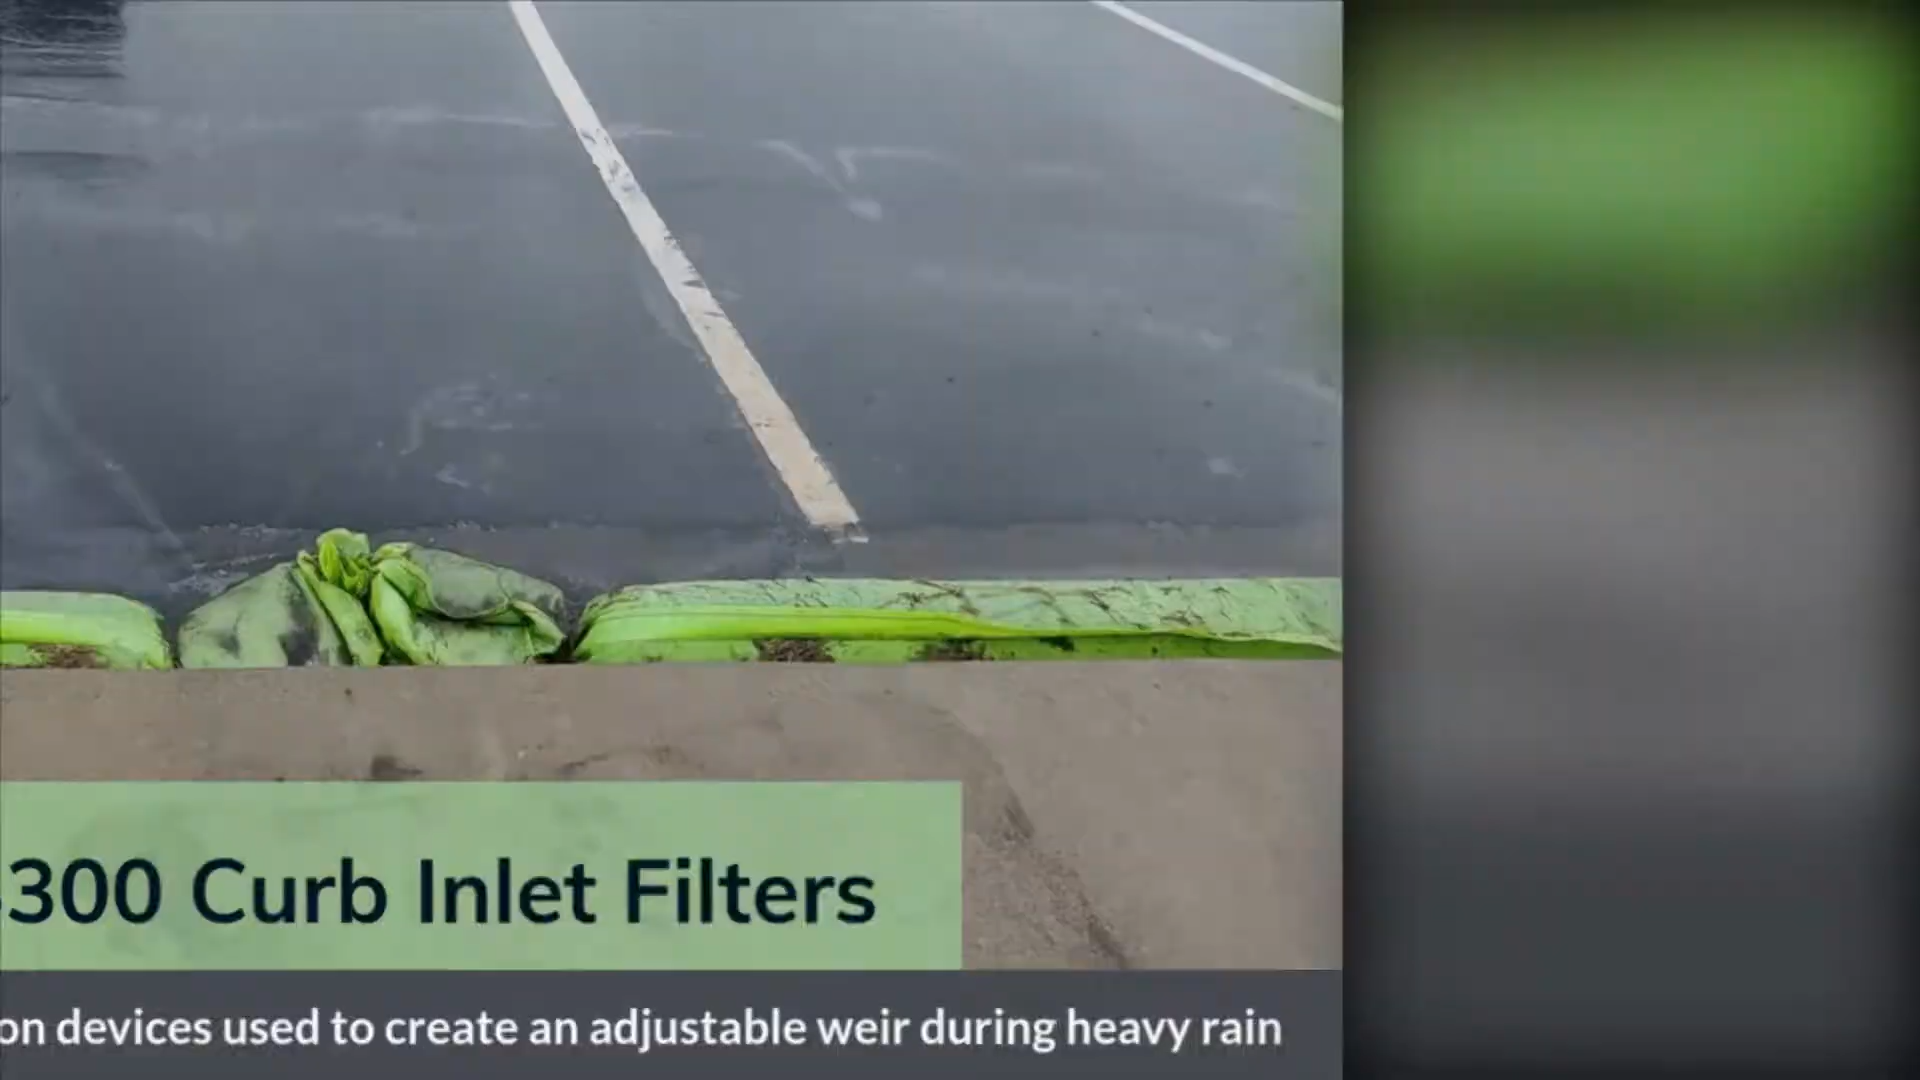 300 Curb Inlet Filters
on devices used to create an adjustable weir during heavy rain